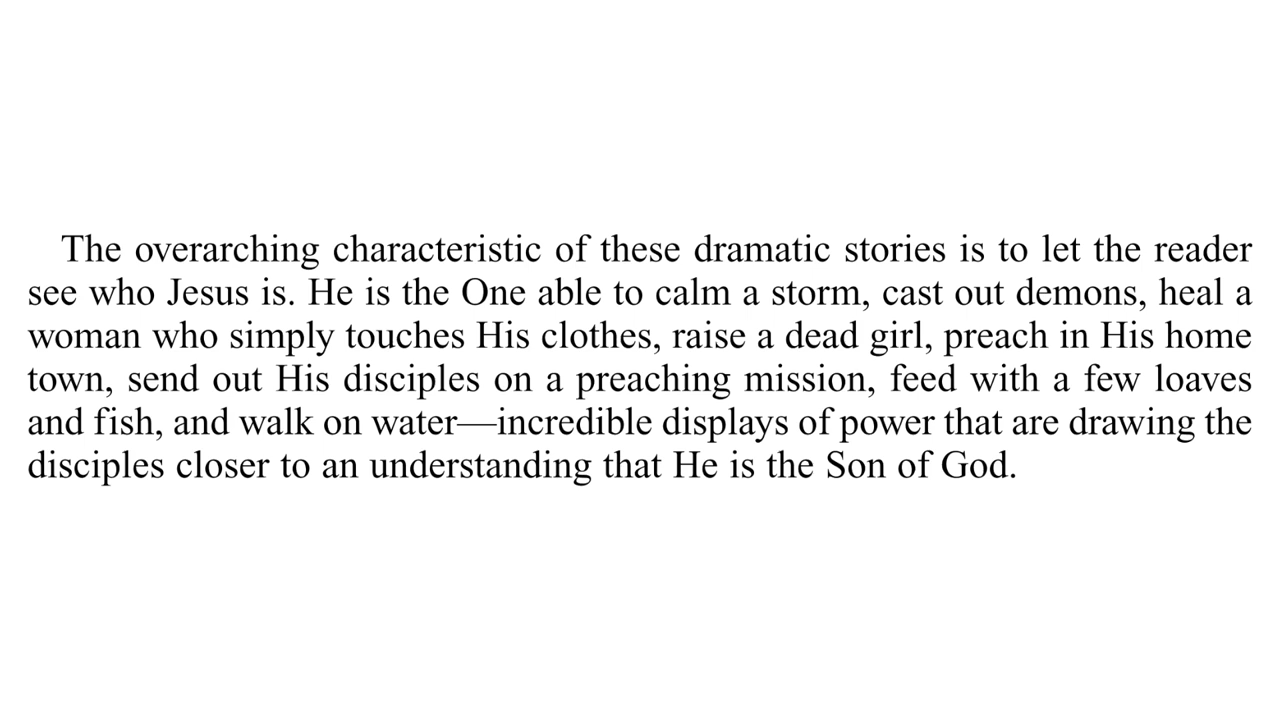 The overarching characteristic of these dramatic stories is to let the reader
see who Jesus is. He is the One able to calm a storm, cast out demons, heal a
woman who simply touches His clothes, raise a dead girl, preach in His home
town, send out His disciples on a preaching mission, feed with a few loaves
and fish, and walk on water—incredible displays of power that are drawing the
disciples closer to an understanding that He is the Son of God.